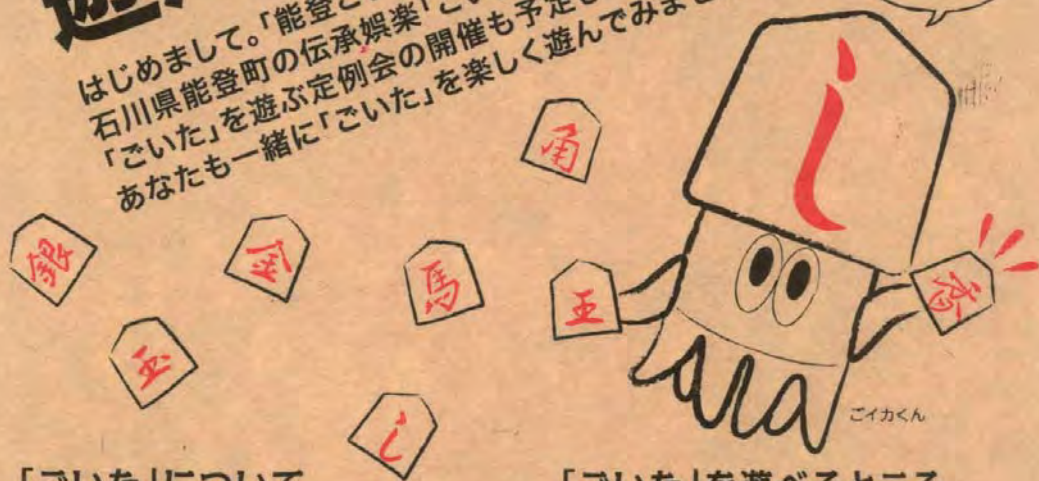 遊
はじめまして。「能登ご
石川県能登町の伝承娯楽「ごい
「ごいた」を遊ぶ定例会の開催も予定し
あなたも一緒に「ごいた」を楽しく遊んでみませ
角
し
銀
金
馬
王
香
玉
し
ごイカくん
「ごいた」について
「ごいた」を遊べるところ